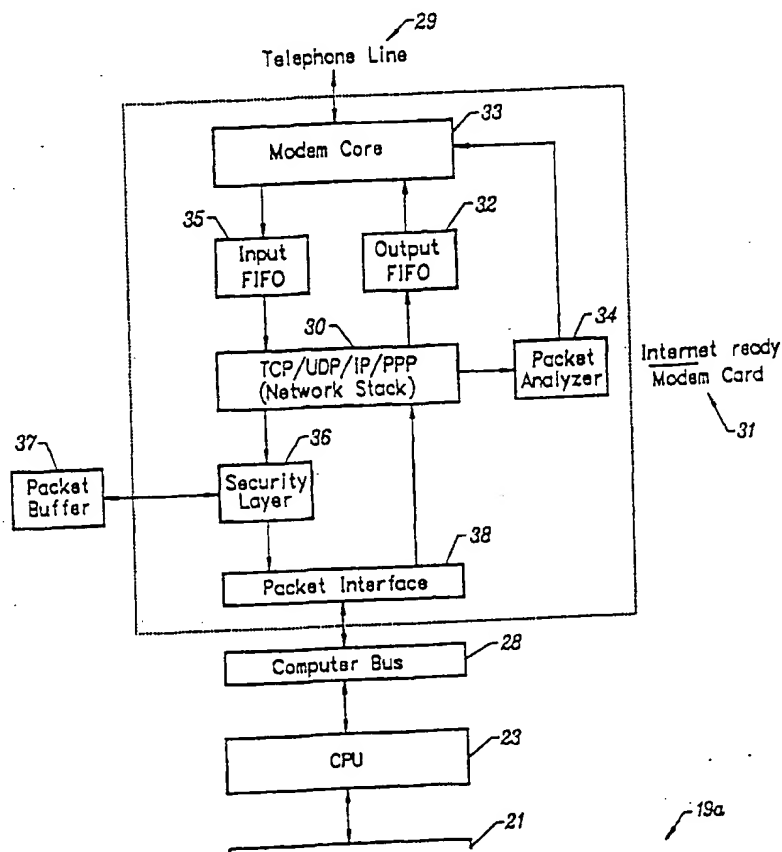 29
Telephone Line
33
Modem Core
35
32
Input
FIFO
Output
FIFO
30
34
TCP/UDP/IP/PPP
(Network Stack)
Packet
Analyzer
Internet ready
Modem Card
31
37
36
Packet
Buffer
Security
Layer
38
Packet Interface
Computer Bus
28
CPU
23
21
19a